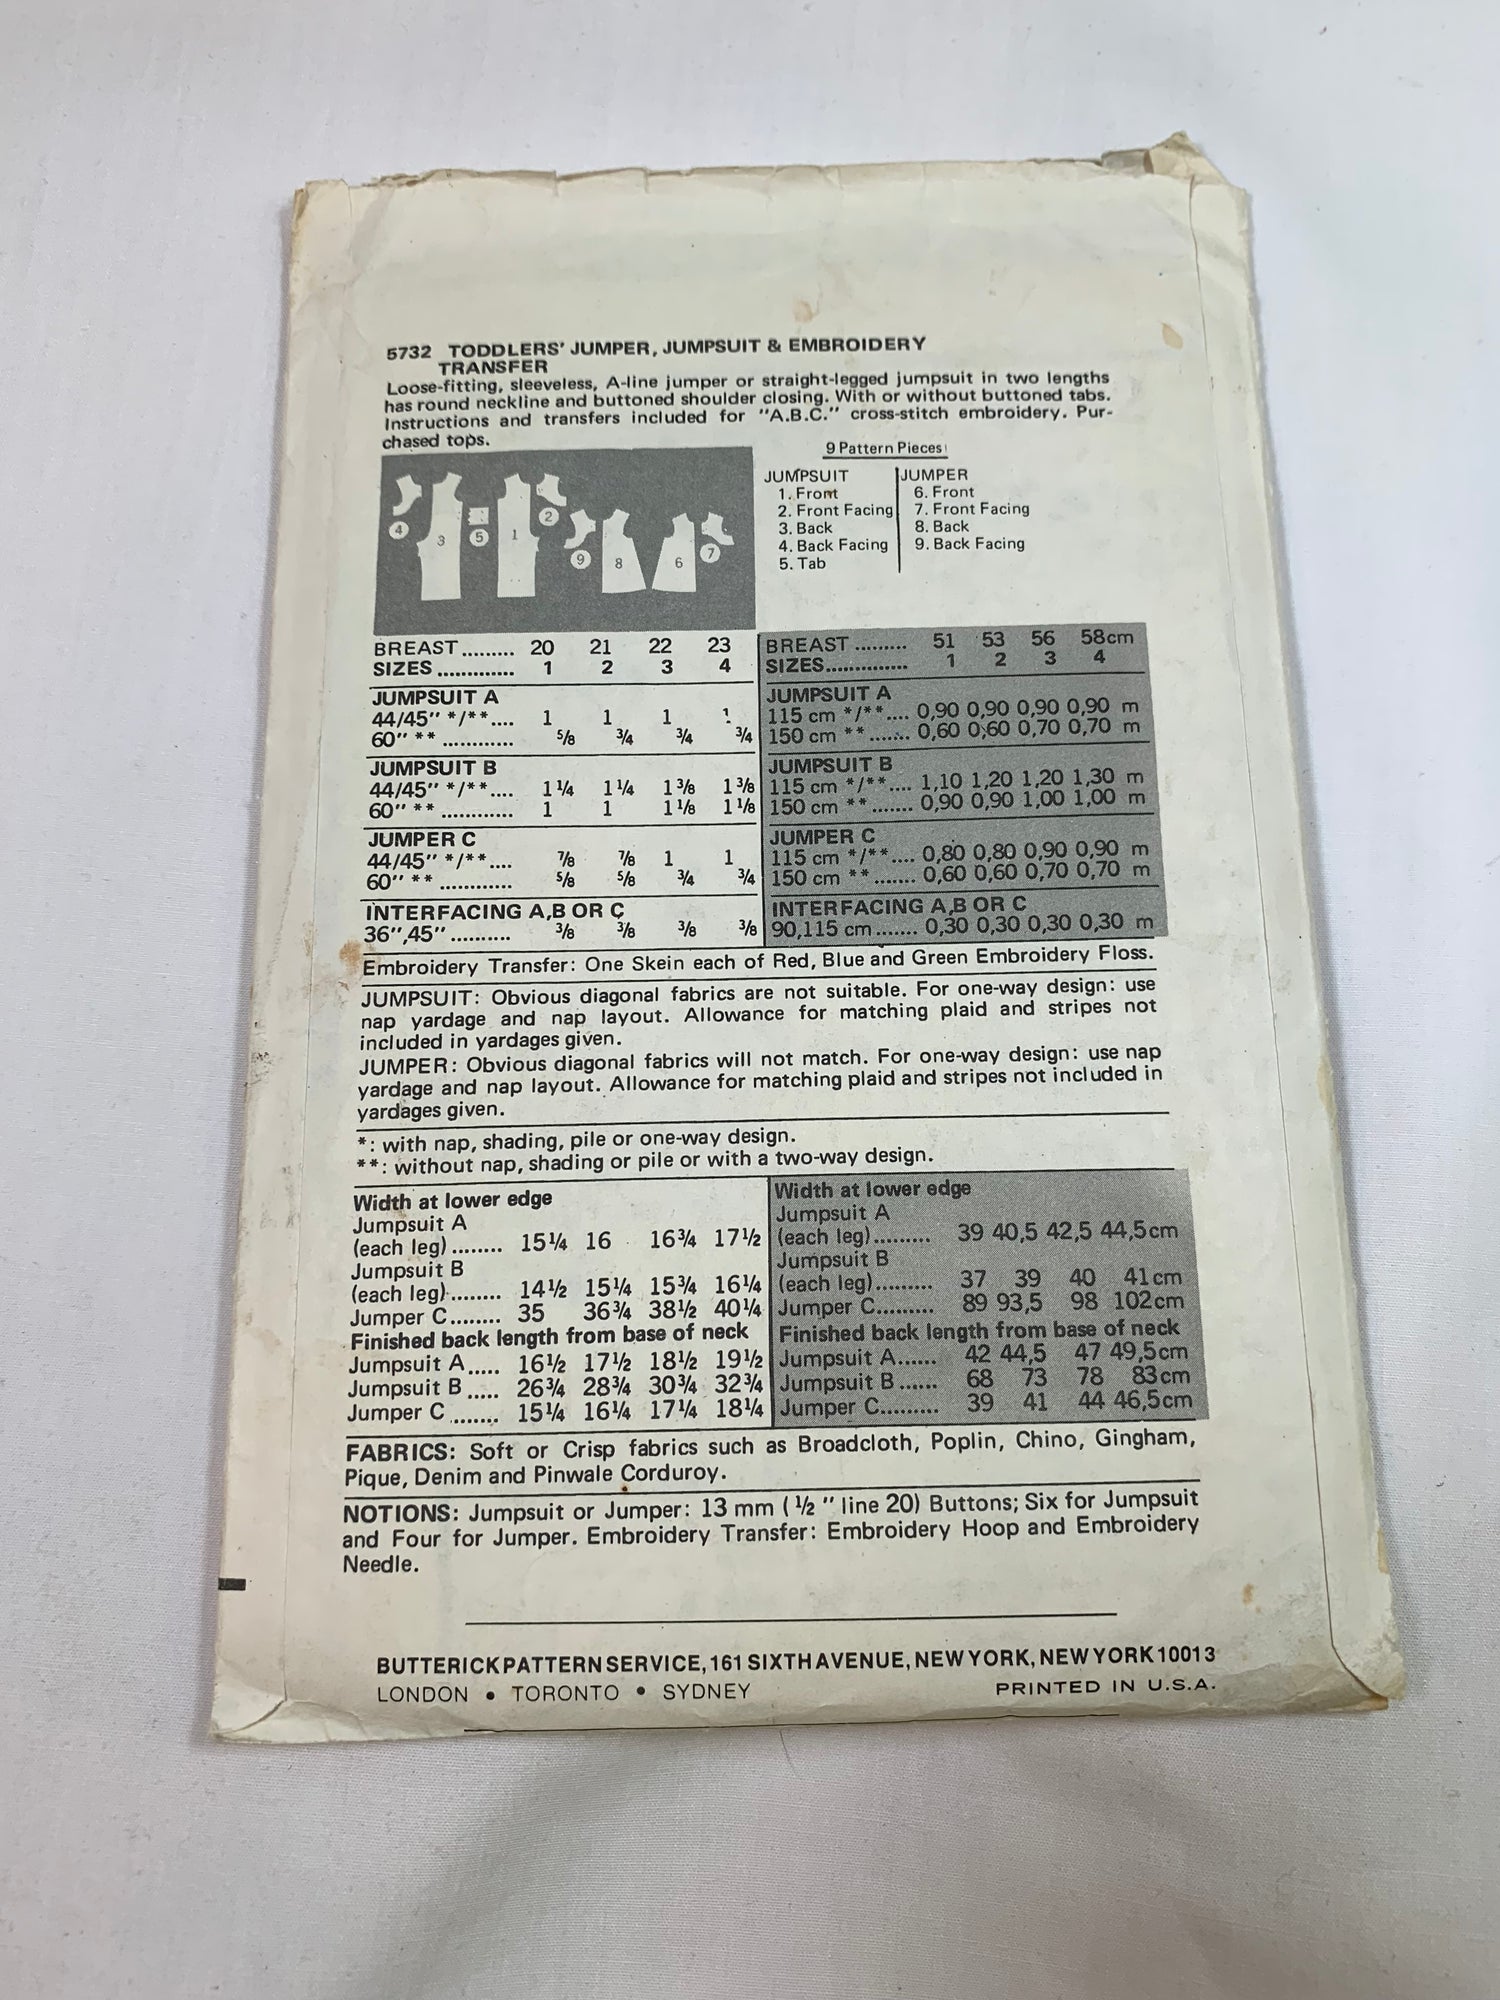 5732 TODDLERS' JUMPER, JUMPSUIT & EMBROIDERY
TRANSFER
Loose-fitting, sleeveless, A-line jumper or straight-legged jumpsuit in two lengths
has round neckline and buttoned shoulder closing. With or without buttoned tabs.
Instructions and transfers included for "A.B.C." cross-stitch embroidery. Pur-
chased tops.
9 Pattern Pieces
JUMPSUIT
1. Front
2. Front Facing
3. Back
4. Back Facing
5. Tab
JUMPER
6. Front
7. Front Facing
8. Back
9. Back Facing
4 3 5 1 2 9 8 6 7
BREAST ......... 20 21 22 23
SIZES ............. 1 2 3 4
JUMPSUIT A
44/45" */**.... 1 1 1 1
60" ** ............ 5/8 3/4 3/4 3/4
JUMPSUIT B
44/45" */**.... 1 1/4 1 1/4 1 3/8 1 3/8
60" ** ............ 1 1 1 1/8 1 1/8
JUMPER C
44/45" */**.... 7/8 7/8 1 1
60" ** ............ 5/8 5/8 3/4 3/4
INTERFACING A,B OR C
36",45".......... 3/8 3/8 3/8 3/8
BREAST ......... 51 53 56 58cm
SIZES............... 1 2 3 4
JUMPSUIT A
115 cm */**.... 0,90 0,90 0,90 0,90 m
150 cm **....... 0,60 0,60 0,70 0,70 m
JUMPSUIT B
115 cm */**.... 1,10 1,20 1,20 1,30 m
150 cm **....... 0,90 0,90 1,00 1,00 m
JUMPER C
115 cm */**.... 0,80 0,80 0,90 0,90 m
150 cm **....... 0,60 0,60 0,70 0,70 m
INTERFACING A,B OR C
90,115 cm....... 0,30 0,30 0,30 0,30 m
Embroidery Transfer: One Skein each of Red, Blue and Green Embroidery Floss.
JUMPSUIT: Obvious diagonal fabrics are not suitable. For one-way design: use
nap yardage and nap layout. Allowance for matching plaid and stripes not
included in yardages given.
JUMPER: Obvious diagonal fabrics will not match. For one-way design: use nap
yardage and nap layout. Allowance for matching plaid and stripes not included in
yardages given.
*: with nap, shading, pile or one-way design.
**: without nap, shading or pile or with a two-way design.
Width at lower edge
Jumpsuit A
(each leg) ........ 15 1/4 16 16 3/4 17 1/2
Jumpsuit B
(each leg)......... 14 1/2 15 1/4 15 3/4 16 1/4
Jumper C........ 35 36 3/4 38 1/2 40 1/4
Finished back length from base of neck
Jumpsuit A..... 16 1/2 17 1/2 18 1/2 19 1/2
Jumpsuit B ..... 26 3/4 28 3/4 30 3/4 32 3/4
Jumper C ........ 15 1/4 16 1/4 17 1/4 18 1/4
Width at lower edge
Jumpsuit A
(each leg)......... 39 40,5 42,5 44,5cm
Jumpsuit B
(each leg)......... 37 39 40 41cm
Jumper C......... 89 93,5 98 102cm
Finished back length from base of neck
Jumpsuit A...... 42 44,5 47 49,5cm
Jumpsuit B ...... 68 73 78 83cm
Jumper C......... 39 41 44 46,5cm
FABRICS: Soft or Crisp fabrics such as Broadcloth, Poplin, Chino, Gingham,
Pique, Denim and Pinwale Corduroy.
NOTIONS: Jumpsuit or Jumper: 13 mm (1/2" line 20) Buttons; Six for Jumpsuit
and Four for Jumper. Embroidery Transfer: Embroidery Hoop and Embroidery
Needle.
BUTTERICK PATTERN SERVICE, 161 SIXTH AVENUE, NEW YORK, NEW YORK 10013
LONDON • TORONTO • SYDNEY PRINTED IN U.S.A.